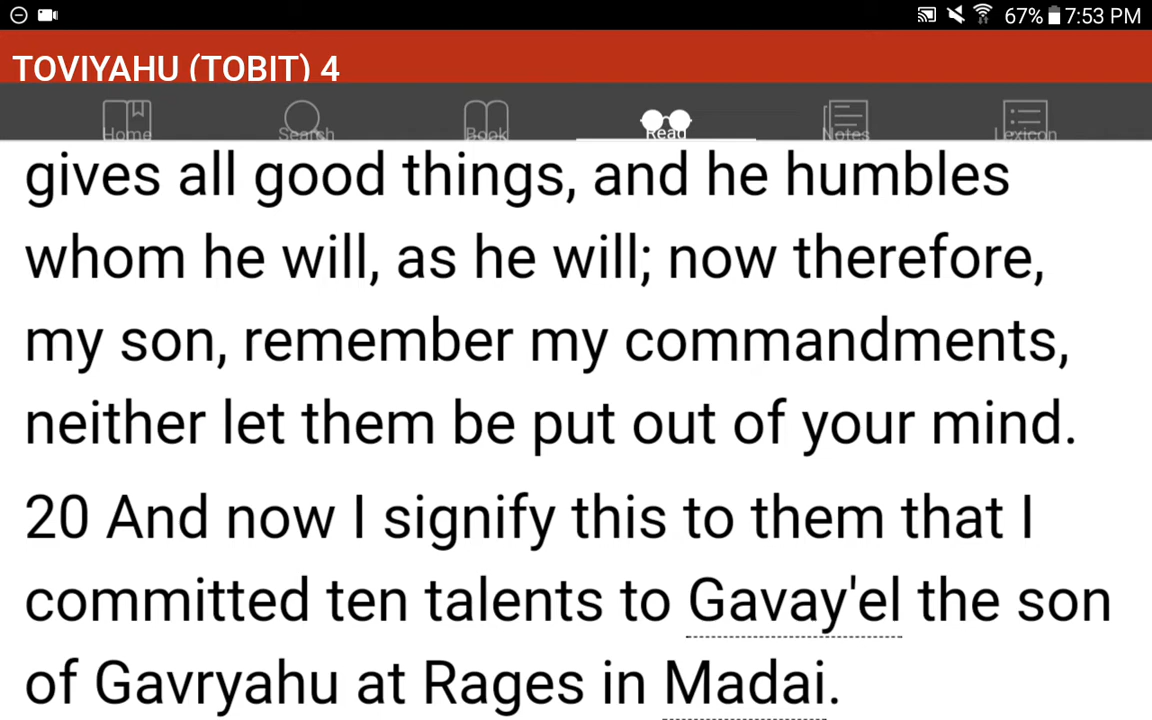 67% 7:53 PM
TOVIYAHU (TOBIT) 4
Home Search Book Read Notes Lexicon
gives all good things, and he humbles
whom he will, as he will; now therefore,
my son, remember my commandments,
neither let them be put out of your mind.
20 And now I signify this to them that I
committed ten talents to Gavay'el the son
of Gavryahu at Rages in Madai.